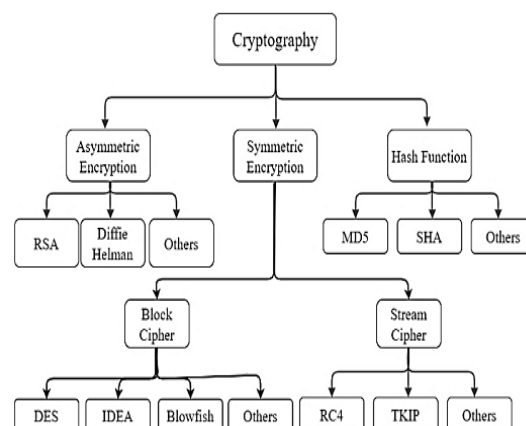 Cryptography
Asymmetric
Encryption
Symmetric
Encryption
Hash Function
RSA
Diffie
Helman
Others
MD5
SHA
Others
Block
Cipher
Stream
Cipher
DES
IDEA
Blowfish
Others
RC4
TKIP
Others